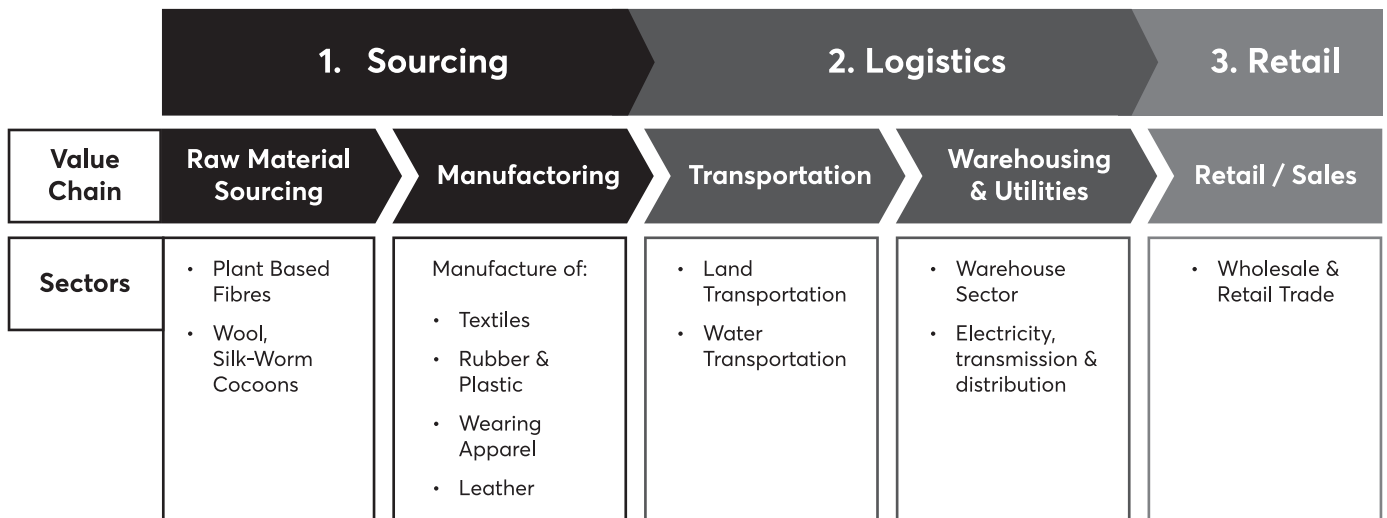 1. Sourcing
2. Logistics
3. Retail
Value
Chain
Raw Material
Sourcing
Manufactoring
Transportation
Warehousing
& Utilities
Retail / Sales
Sectors
• Plant Based
Fibres
• Wool,
Silk-Worm
Cocoons
Manufacture of:
• Textiles
• Rubber &
Plastic
• Wearing
Apparel
• Leather
• Land
Transportation
• Water
Transportation
• Warehouse
Sector
• Electricity,
transmission &
distribution
• Wholesale &
Retail Trade